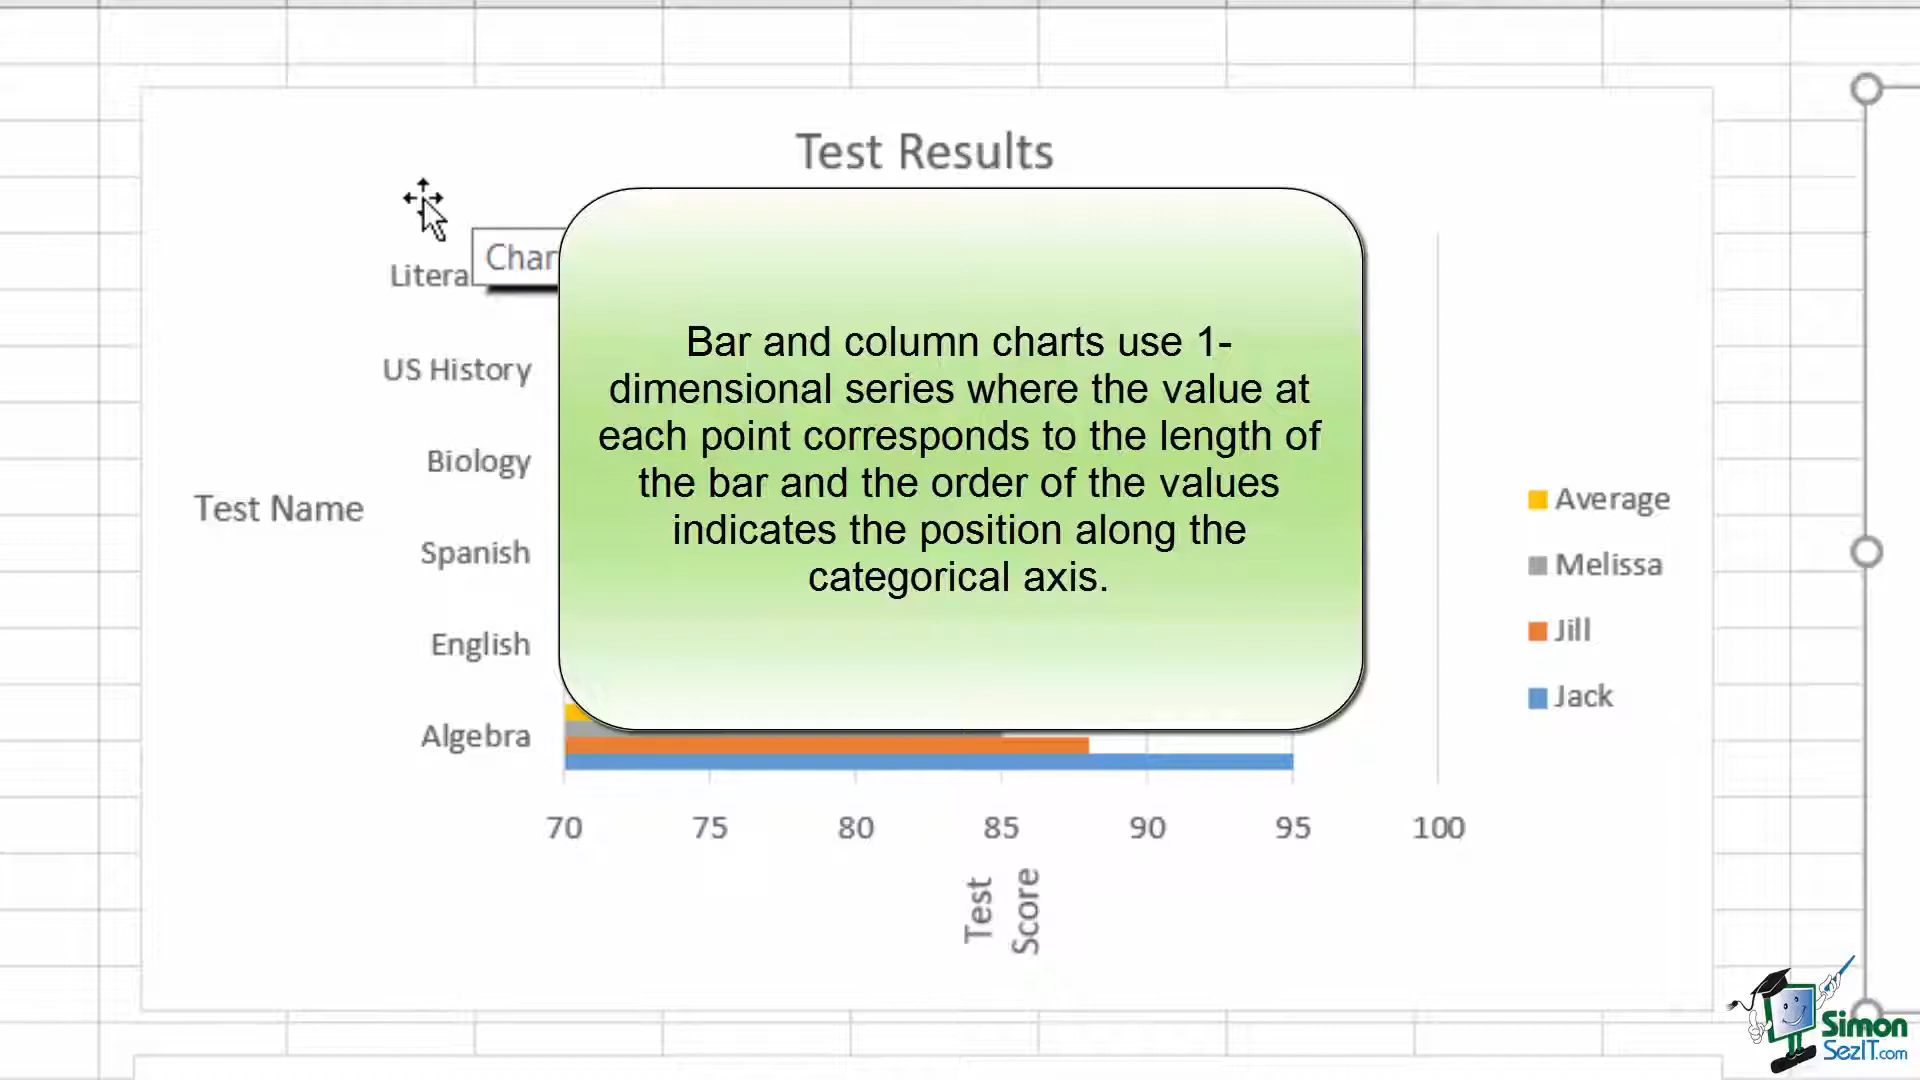 Test Results
Bar and column charts use 1-
dimensional series where the value at
each point corresponds to the length of
the bar and the order of the values
indicates the position along the
categorical axis.
US History
Biology
Test Name
Spanish
English
Algebra
Average
Melissa
Jill
Jack
70 75 80 85 90 95 100
Test
Score
Simon
SezIT.com